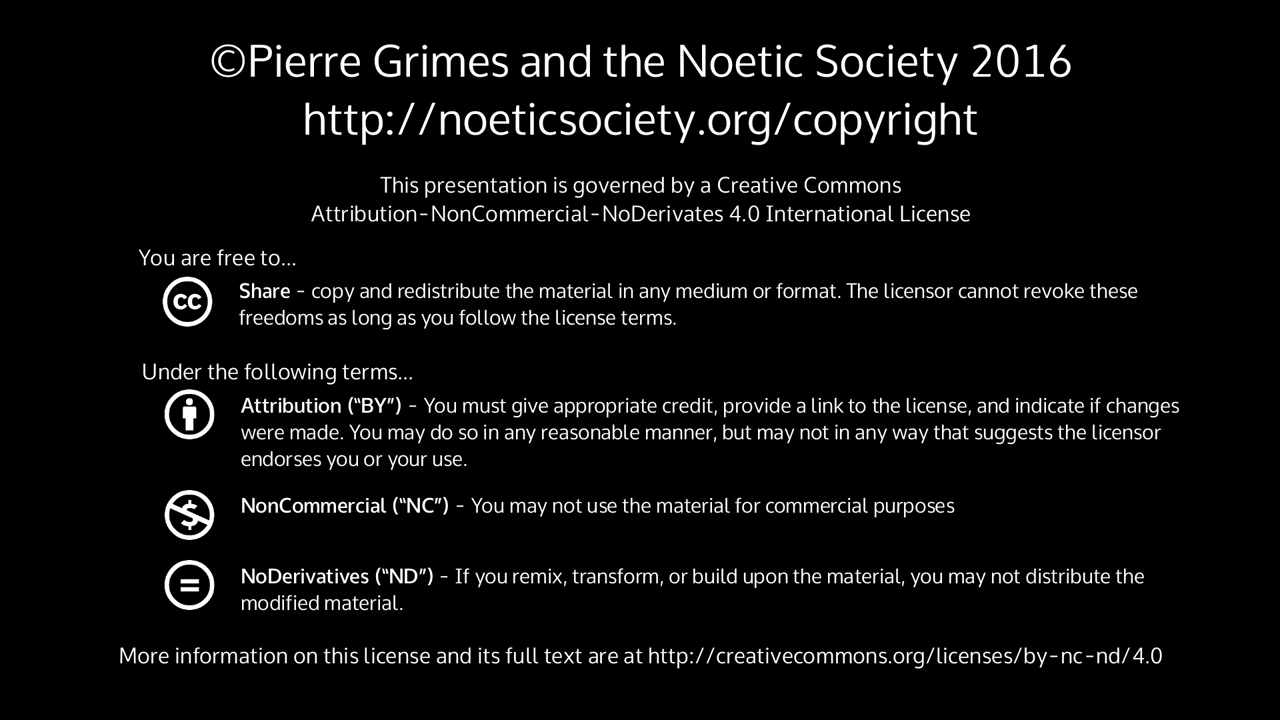 ©Pierre Grimes and the Noetic Society 2016
http://noeticsociety.org/copyright
This presentation is governed by a Creative Commons
Attribution-NonCommercial-NoDerivates 4.0 International License
You are free to...
cc
Share - copy and redistribute the material in any medium or format. The licensor cannot revoke these
freedoms as long as you follow the license terms.
Under the following terms...
Attribution (“BY”) - You must give appropriate credit, provide a link to the license, and indicate if changes
were made. You may do so in any reasonable manner, but may not in any way that suggests the licensor
endorses you or your use.
$
NonCommercial (“NC”) - You may not use the material for commercial purposes
=
NoDerivatives (“ND”) - If you remix, transform, or build upon the material, you may not distribute the
modified material.
More information on this license and its full text are at http://creativecommons.org/licenses/by-nc-nd/4.0